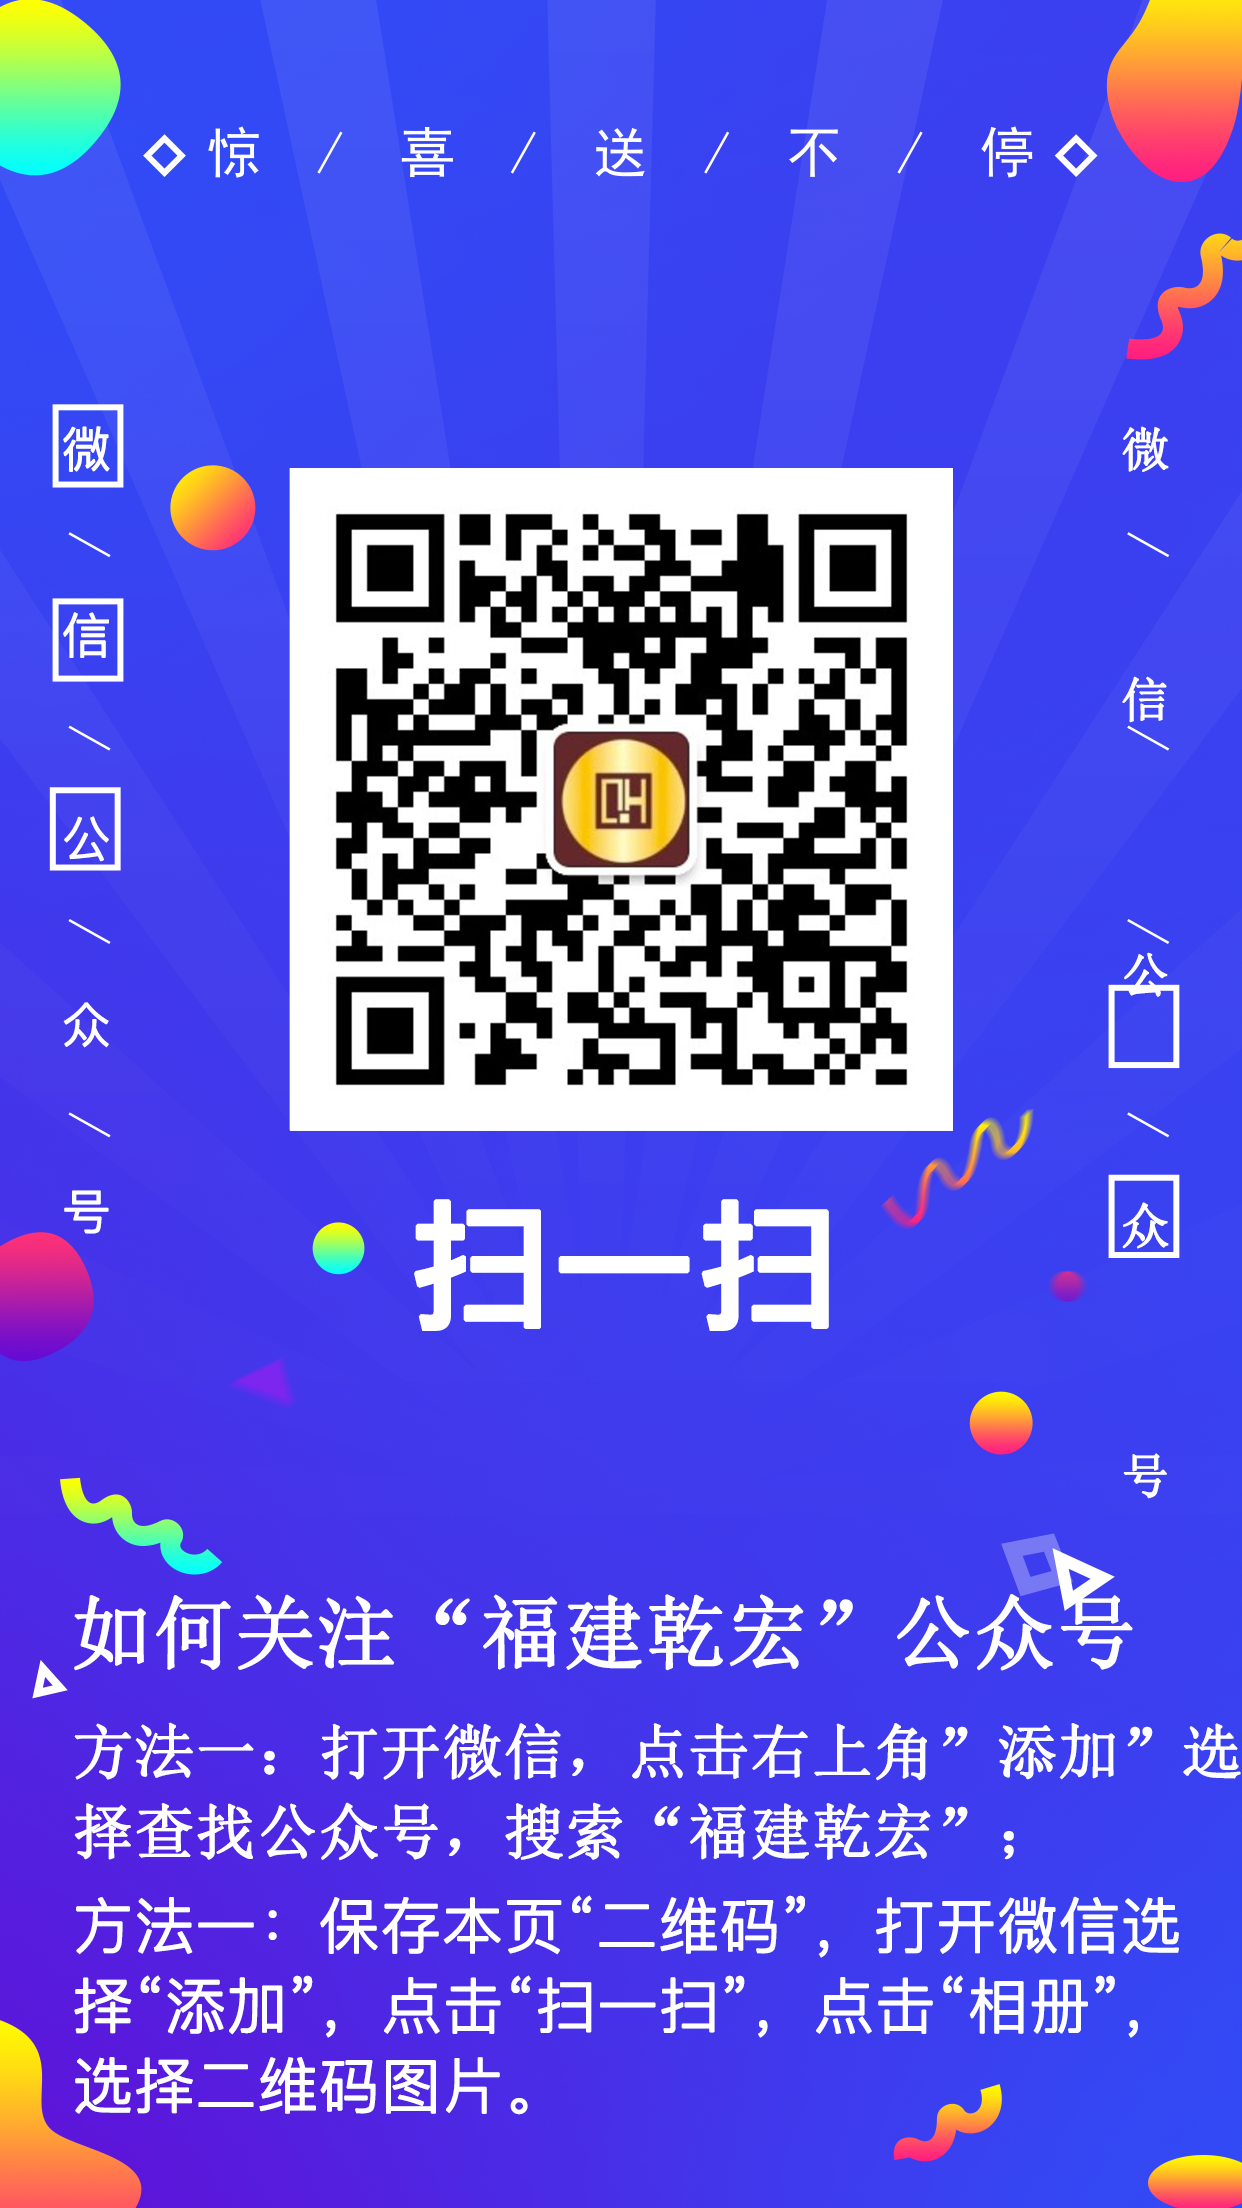 惊 / 喜 / 送 / 不 / 停
微 / 信 / 公 / 众 / 号
微 / 信 / 公 / 众 号
QH
扫一扫
如何关注“福建乾宏”公众号
方法一：打开微信，点击右上角”添加”选
择查找公众号，搜索“福建乾宏”；
方法一：保存本页“二维码”，打开微信选
择“添加”，点击“扫一扫”，点击“相册”，
选择二维码图片。